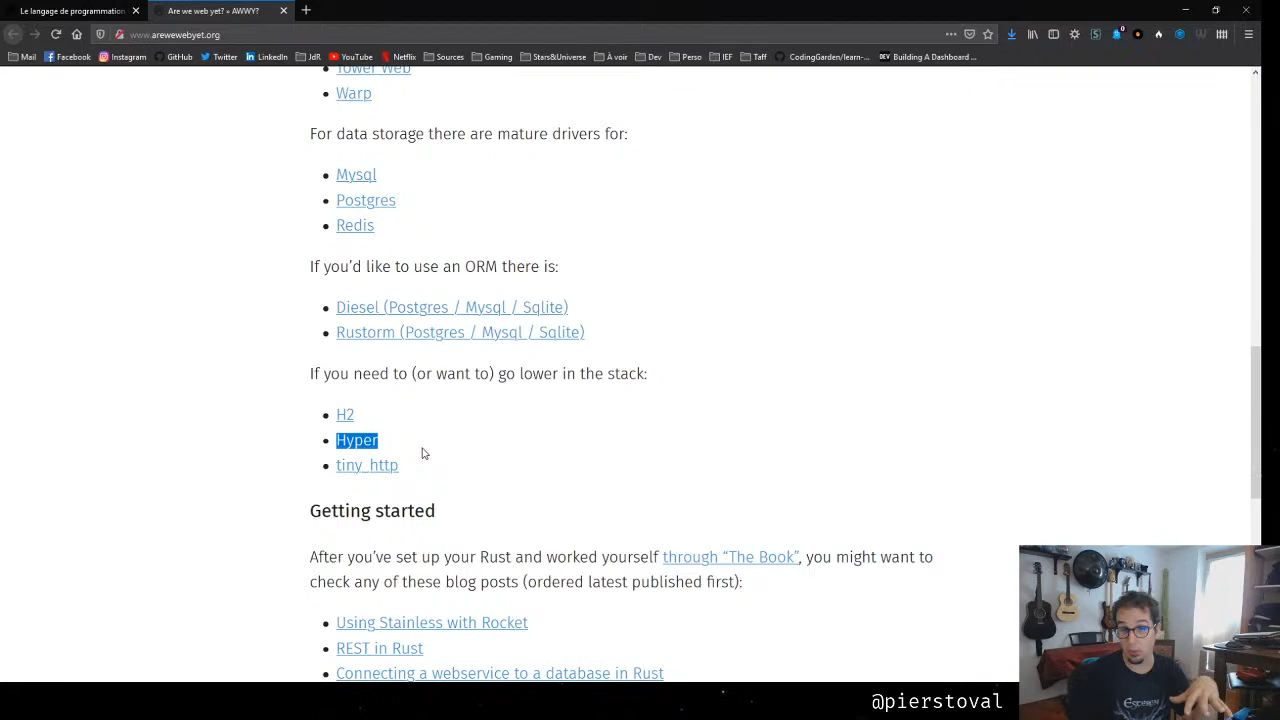 Le langage de programmation
Are we web yet? » AWWY?
www.arewewebyet.org
Mail
Facebook
Instagram
GitHub
Twitter
LinkedIn
JdR
YouTube
Netflix
Sources
Gaming
Stars&Universe
À voir
Dev
Perso
IEF
Taff
CodingGarden/learn-...
DEV
Building A Dashboard ...
Tower Web
Warp
For data storage there are mature drivers for:
Mysql
Postgres
Redis
If you'd like to use an ORM there is:
Diesel (Postgres / Mysql / Sqlite)
Rustorm (Postgres / Mysql / Sqlite)
If you need to (or want to) go lower in the stack:
H2
Hyper
tiny_http
Getting started
After you've set up your Rust and worked yourself through “The Book”, you might want to
check any of these blog posts (ordered latest published first):
Using Stainless with Rocket
REST in Rust
Connecting a webservice to a database in Rust
@pierstoval